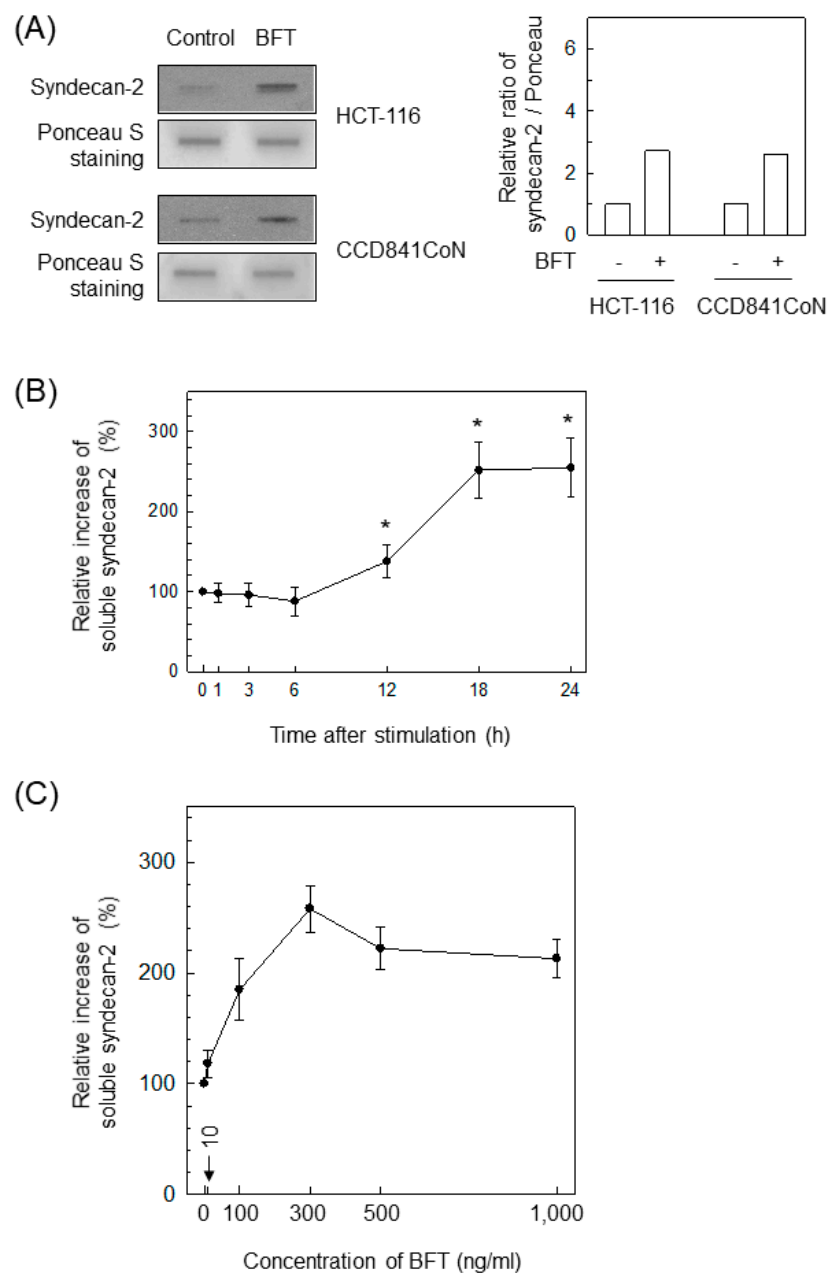 (A)
Control BFT
Syndecan-2
Ponceau S
staining
HCT-116
Syndecan-2
Ponceau S
staining
CCD841CoN
Relative ratio of
syndecan-2 / Ponceau
6
4
2
0
BFT - + - +
HCT-116 CCD841CoN
(B)
Relative increase of
soluble syndecan-2 (%)
300
200
100
0
* * *
0 1 3 6 12 18 24
Time after stimulation (h)
(C)
Relative increase of
soluble syndecan-2 (%)
300
200
100
0
10
0 100 300 500 1,000
Concentration of BFT (ng/ml)